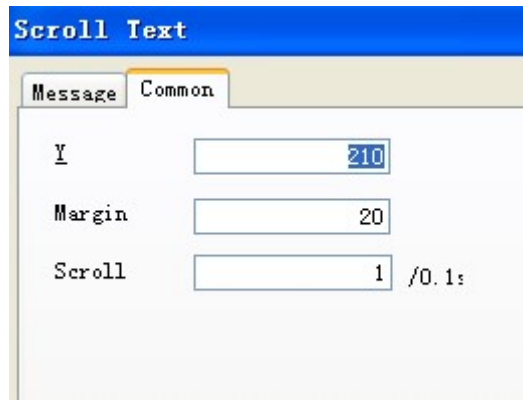 Scroll Text
Message Common
Y 210
Margin 20
Scroll 1 /0.1s